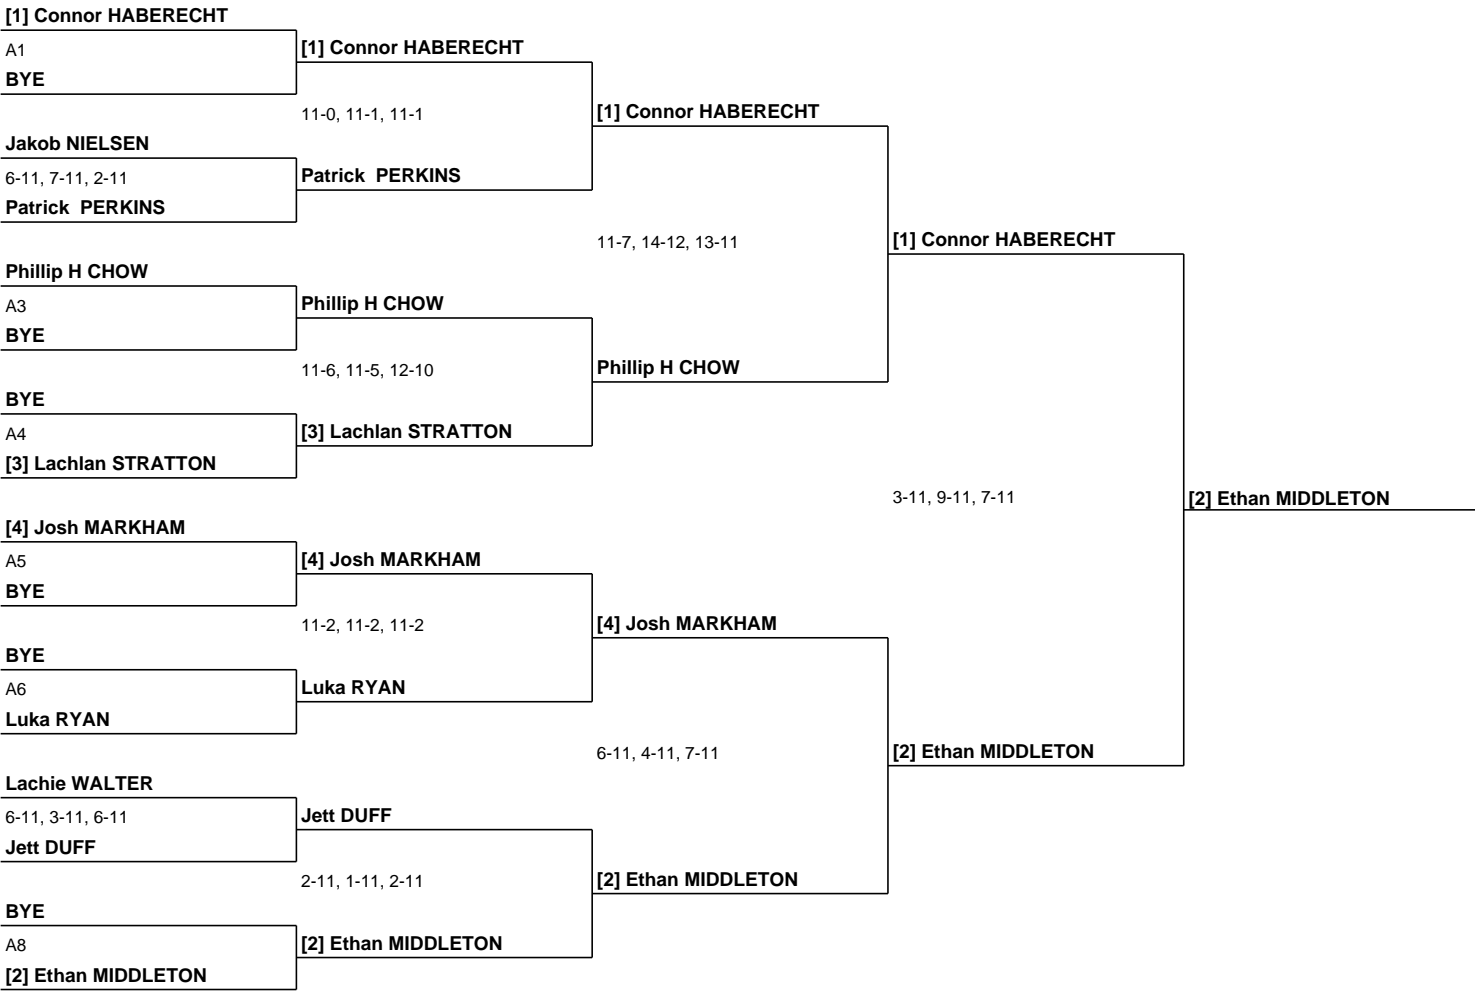 [1] Connor HABERECHT
A1
BYE
Jakob NIELSEN
6-11, 7-11, 2-11
Patrick  PERKINS
Phillip H CHOW
A3
BYE
BYE
A4
[3] Lachlan STRATTON
[4] Josh MARKHAM
A5
BYE
BYE
A6
Luka RYAN
Lachie WALTER
6-11, 3-11, 6-11
Jett DUFF
BYE
A8
[2] Ethan MIDDLETON
[1] Connor HABERECHT
11-0, 11-1, 11-1
Patrick  PERKINS
Phillip H CHOW
11-6, 11-5, 12-10
[3] Lachlan STRATTON
[4] Josh MARKHAM
11-2, 11-2, 11-2
Luka RYAN
Jett DUFF
2-11, 1-11, 2-11
[2] Ethan MIDDLETON
[1] Connor HABERECHT
11-7, 14-12, 13-11
Phillip H CHOW
[4] Josh MARKHAM
6-11, 4-11, 7-11
[2] Ethan MIDDLETON
[1] Connor HABERECHT
3-11, 9-11, 7-11
[2] Ethan MIDDLETON
[2] Ethan MIDDLETON